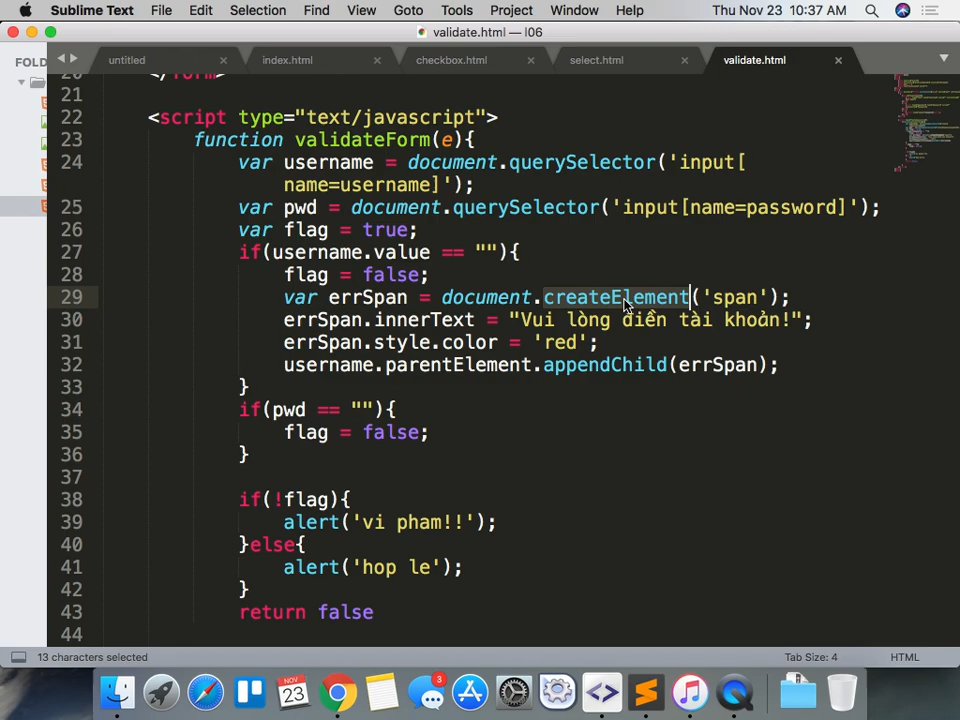 Sublime Text File Edit Selection Find View Goto Tools Project Window Help Thu Nov 23 10:37 AM
validate.html — l06
FOLD
untitled index.html checkbox.html select.html validate.html
21
22 <script type="text/javascript">
23 function validateForm(e){
24 var username = document.querySelector('input[
name=username]');
25 var pwd = document.querySelector('input[name=password]');
26 var flag = true;
27 if(username.value == ""){
28 flag = false;
29 var errSpan = document.createElement('span');
30 errSpan.innerText = "Vui lòng điền tài khoản!";
31 errSpan.style.color = 'red';
32 username.parentElement.appendChild(errSpan);
33 }
34 if(pwd == ""){
35 flag = false;
36 }
37
38 if(!flag){
39 alert('vi pham!!');
40 }else{
41 alert('hop le');
42 }
43 return false
44
13 characters selected Tab Size: 4 HTML
NOV
23
3